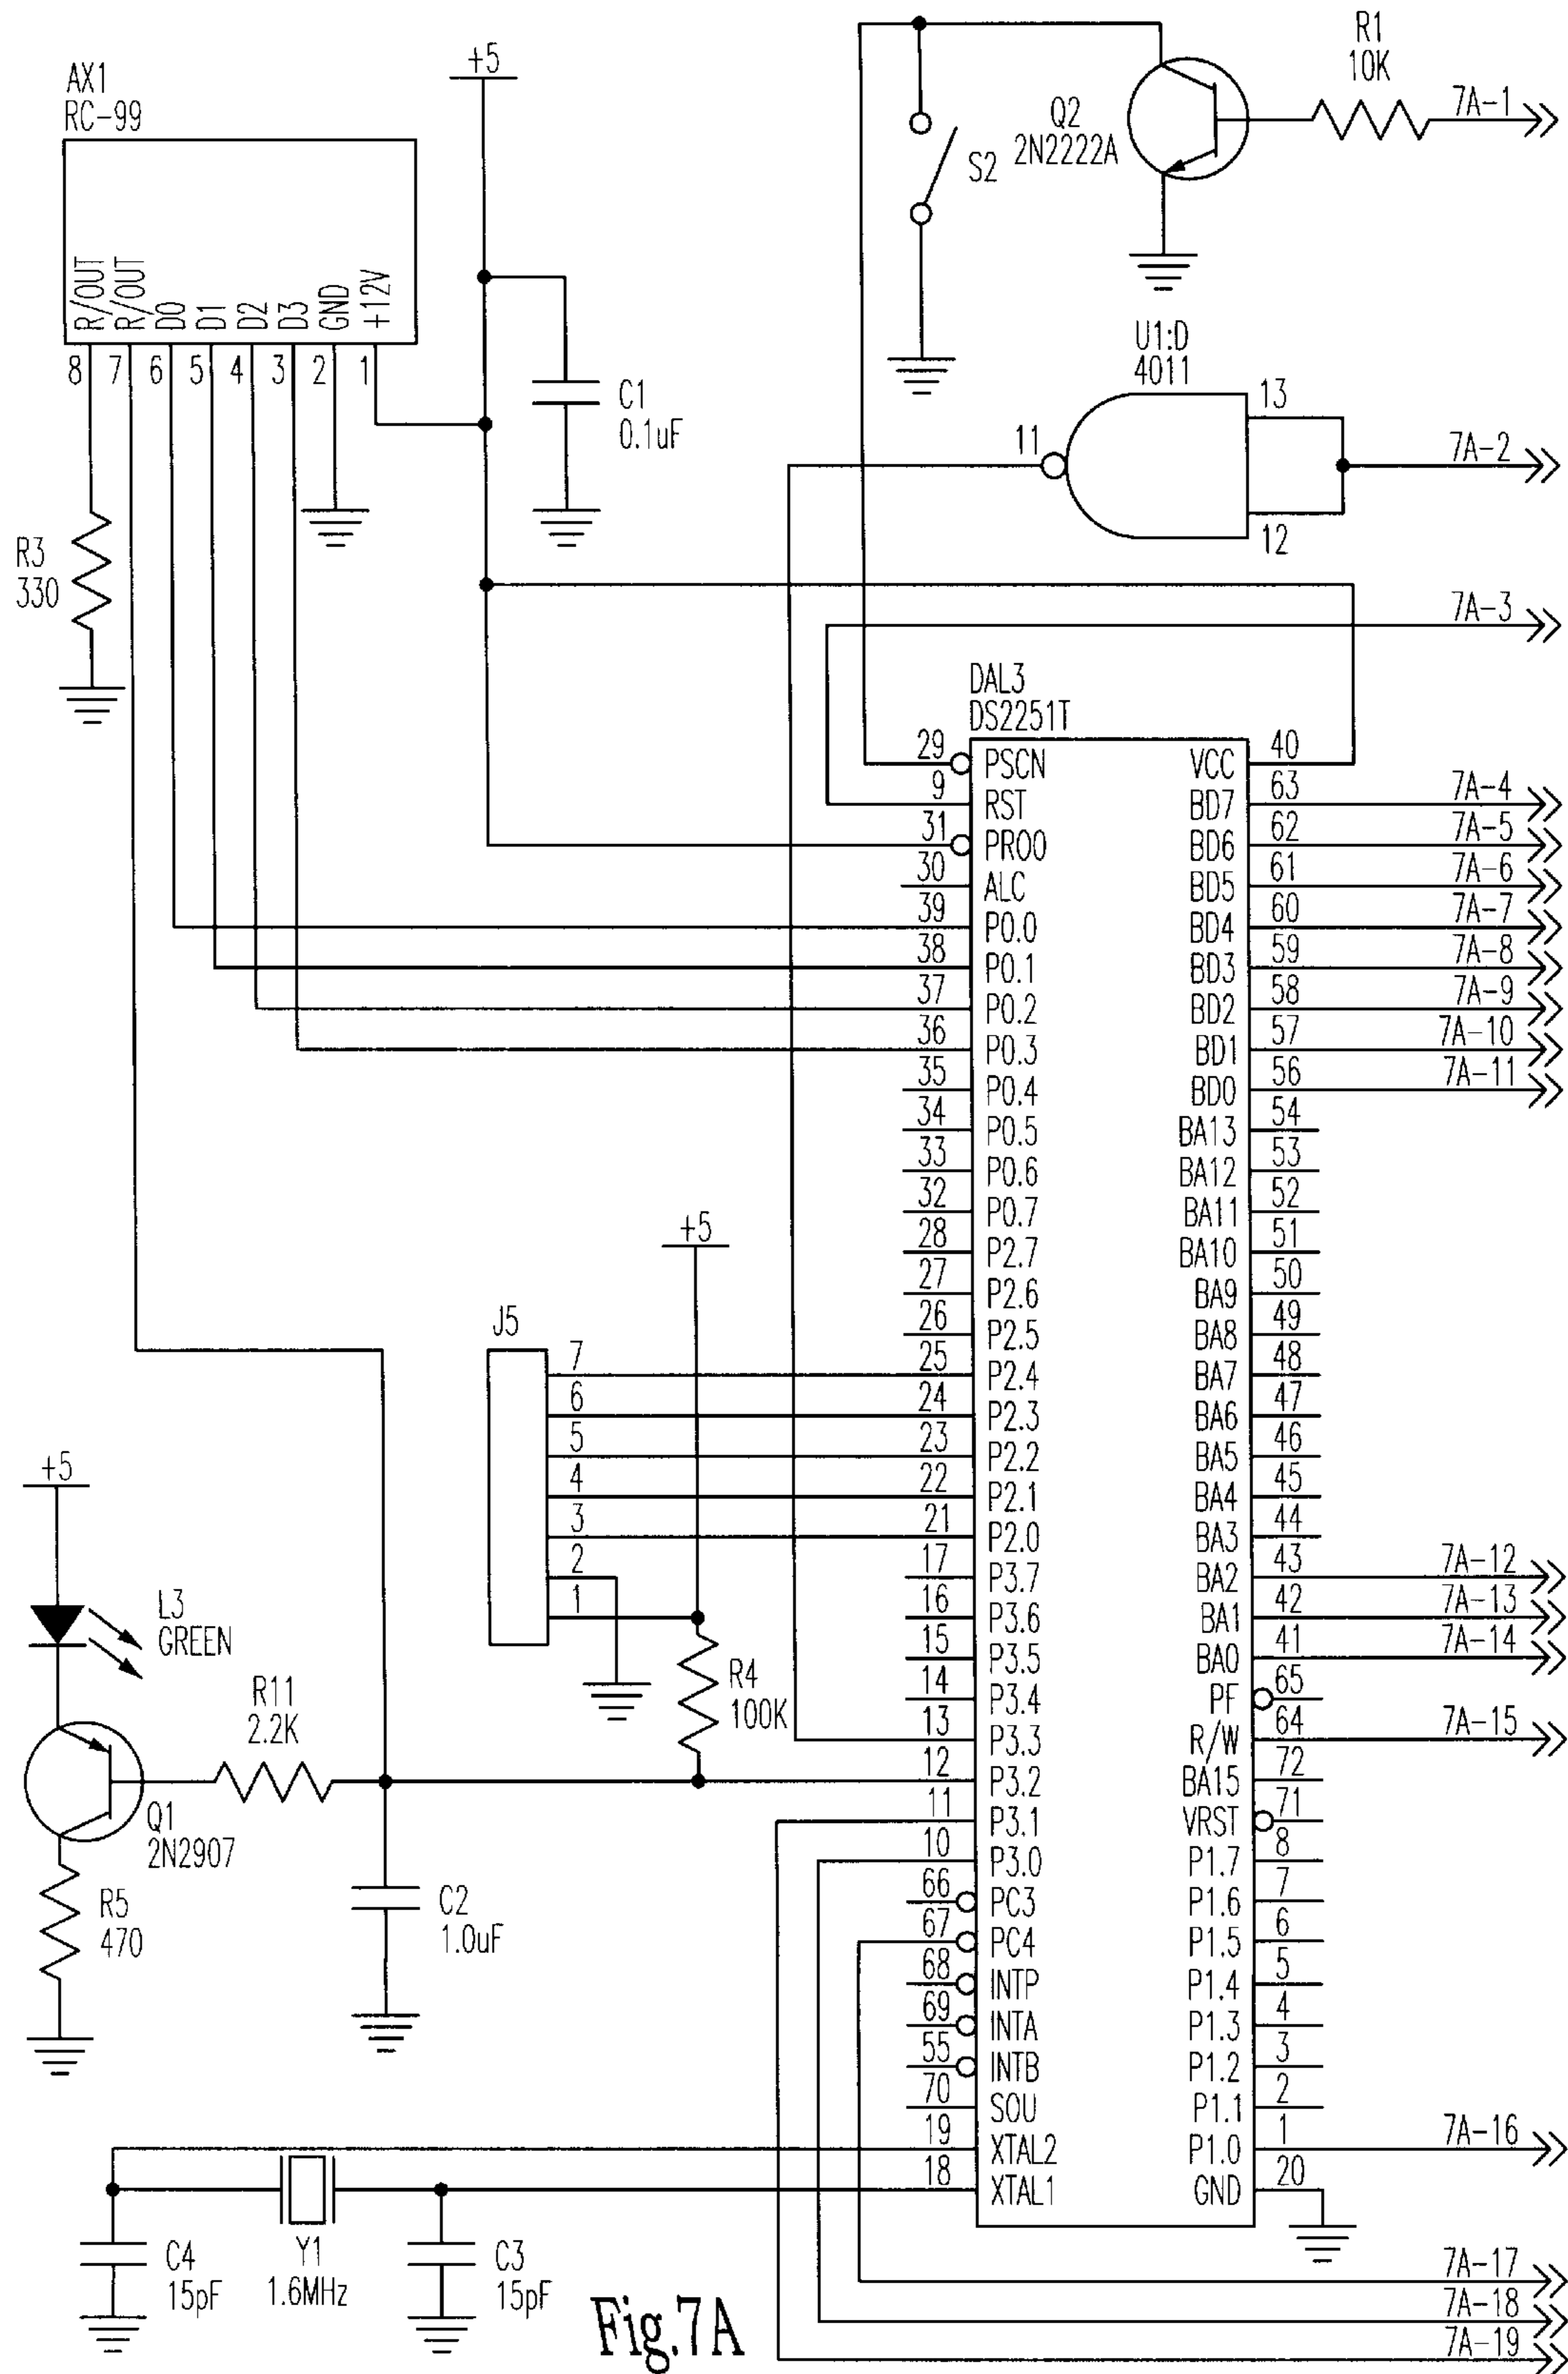 AX1
RC-99
+5
R/OUT
R/OUT
D0
D1
D2
D3
GND
+12V
8
7
6
5
4
3
2
1
C1
0.1uF
R3
330
R1
10K
Q2
2N2222A
S2
7A-1
U1:D
4011
13
11
12
7A-2
7A-3
DAL3
DS2251T
29 PSCN VCC 40
9 RST BD7 63 7A-4
31 PROO BD6 62 7A-5
30 ALC BD5 61 7A-6
39 P0.0 BD4 60 7A-7
38 P0.1 BD3 59 7A-8
37 P0.2 BD2 58 7A-9
36 P0.3 BD1 57 7A-10
35 P0.4 BD0 56 7A-11
34 P0.5 BA13 54
33 P0.6 BA12 53
32 P0.7 BA11 52
28 P2.7 BA10 51
27 P2.6 BA9 50
26 P2.5 BA8 49
25 P2.4 BA7 48
24 P2.3 BA6 47
23 P2.2 BA5 46
22 P2.1 BA4 45
21 P2.0 BA3 44
17 P3.7 BA2 43 7A-12
16 P3.6 BA1 42 7A-13
15 P3.5 BA0 41 7A-14
14 P3.4 PF 65
13 P3.3 R/W 64 7A-15
12 P3.2 BA15 72
11 P3.1 VRST 71
10 P3.0 P1.7 8
66 PC3 P1.6 7
67 PC4 P1.5 6
68 INTP P1.4 5
69 INTA P1.3 4
55 INTB P1.2 3
70 SOU P1.1 2
19 XTAL2 P1.0 1 7A-16
18 XTAL1 GND 20
+5
J5
7
6
5
4
3
2
1
R4
100K
+5
L3
GREEN
R11
2.2K
Q1
2N2907
R5
470
C2
1.0uF
C4
15pF
Y1
1.6MHz
C3
15pF
7A-17
7A-18
7A-19
Fig.7A